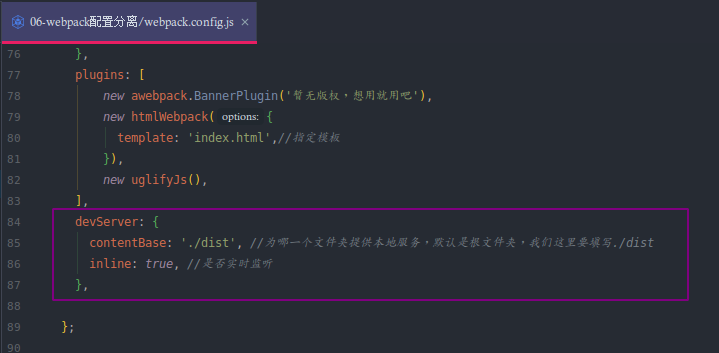 06-webpack配置分离/webpack.config.js ×
76 },
77 plugins: [
78 new awebpack.BannerPlugin('暂无版权，想用就用吧'),
79 new htmlWebpack( options: {
80 template: 'index.html',//指定模板
81 }),
82 new uglifyJs(),
83 ],
84 devServer: {
85 contentBase: './dist', //为哪一个文件夹提供本地服务，默认是根文件夹，我们这里要填写./dist
86 inline: true, //是否实时监听
87 },
88
89 };
90